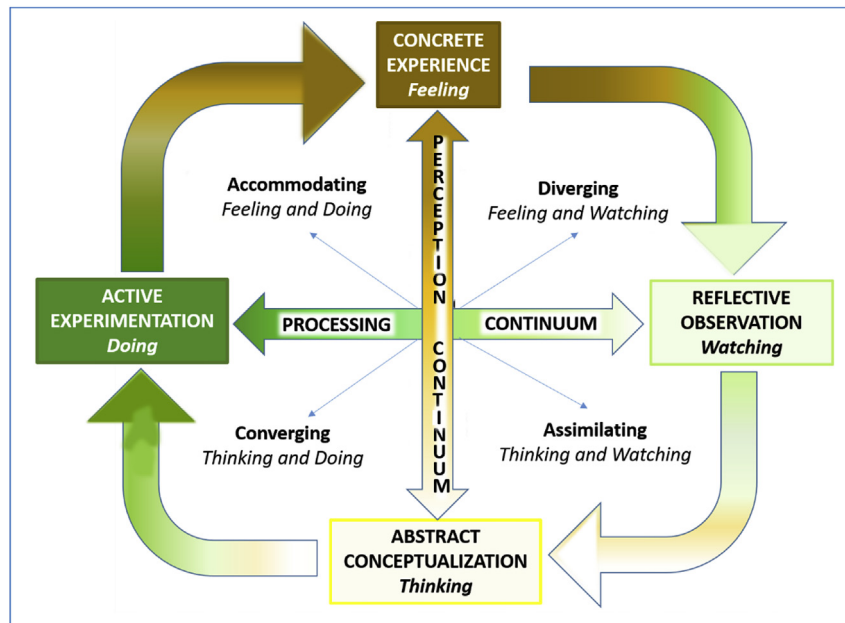 CONCRETE
EXPERIENCE
Feeling
Accommodating
Feeling and Doing
Diverging
Feeling and Watching
PERCEPTION CONTINUUM
ACTIVE
EXPERIMENTATION
Doing
PROCESSING CONTINUUM
REFLECTIVE
OBSERVATION
Watching
Converging
Thinking and Doing
Assimilating
Thinking and Watching
ABSTRACT
CONCEPTUALIZATION
Thinking